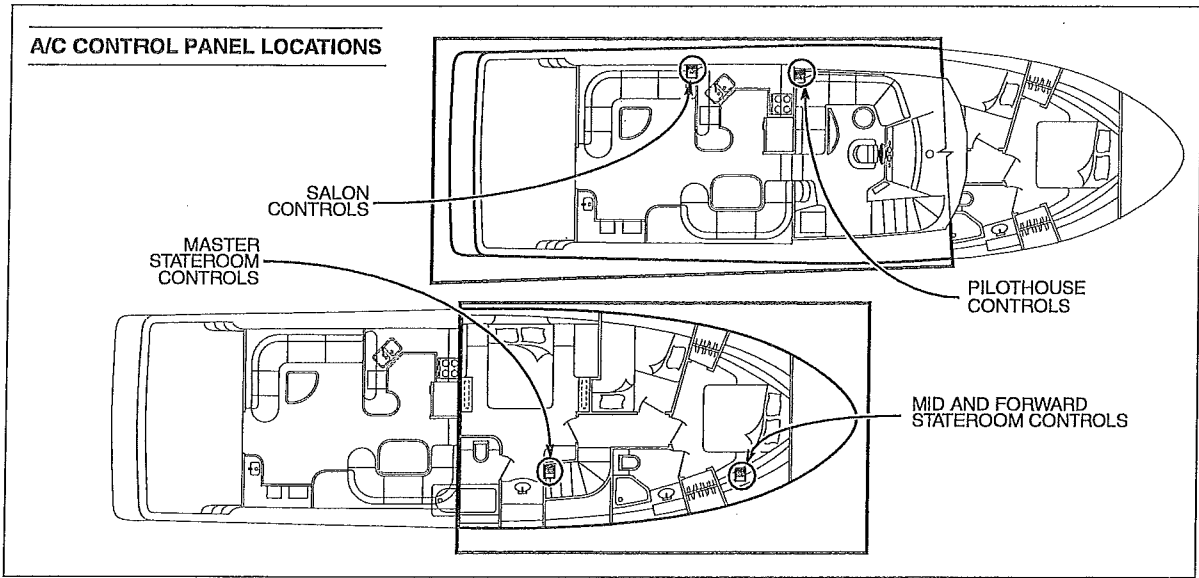 A/C CONTROL PANEL LOCATIONS
SALON
CONTROLS
MASTER
STATEROOM
CONTROLS
PILOTHOUSE
CONTROLS
MID AND FORWARD
STATEROOM CONTROLS